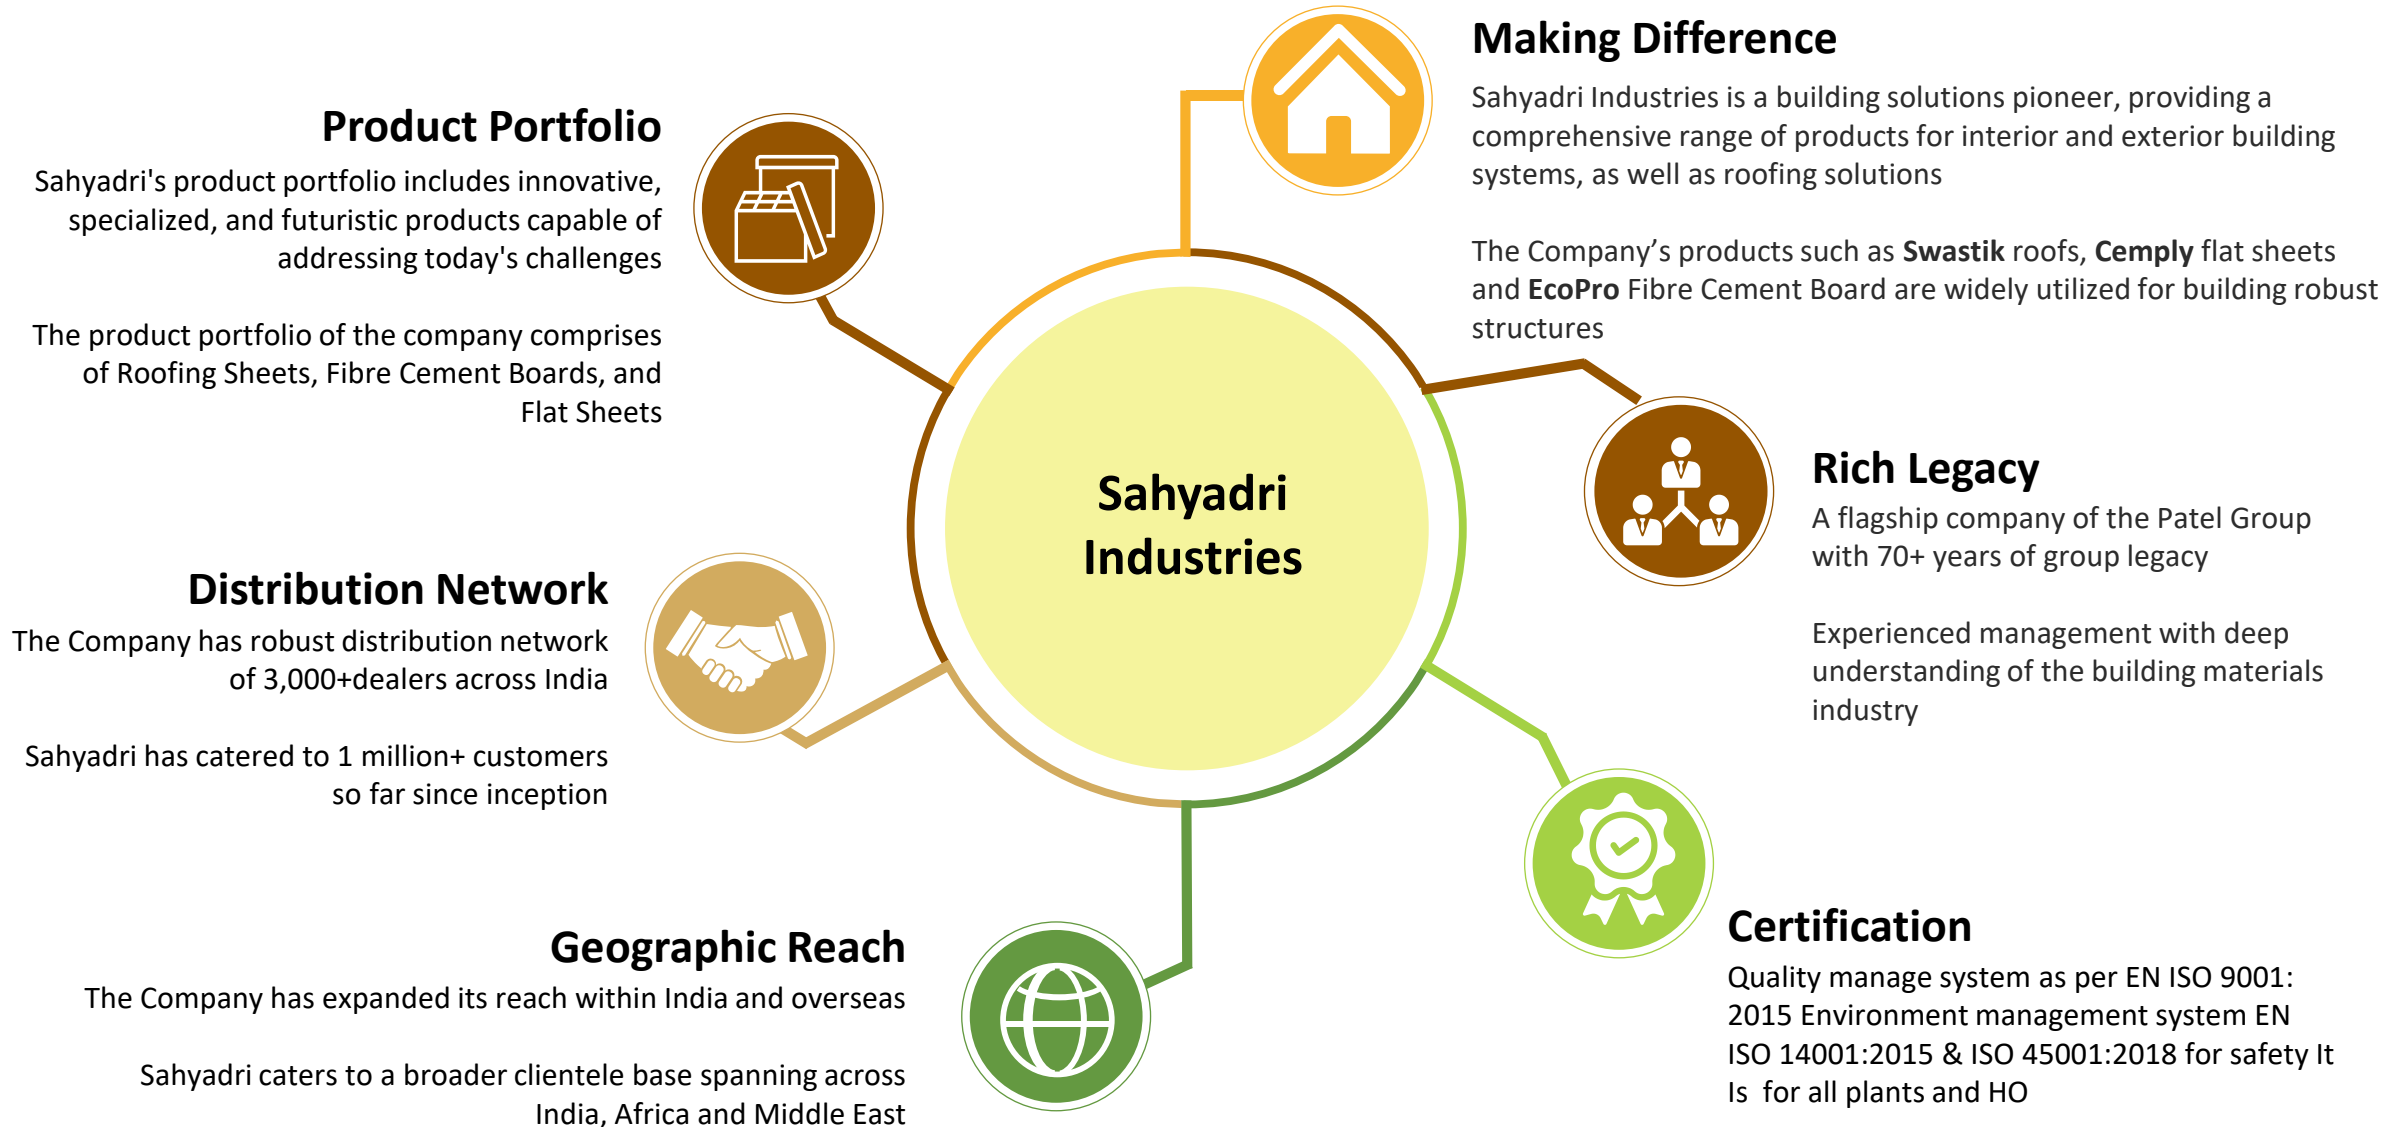 Making Difference
Sahyadri Industries is a building solutions pioneer, providing a
comprehensive range of products for interior and exterior building
systems, as well as roofing solutions
The Company’s products such as Swastik roofs, Cemply flat sheets
and EcoPro Fibre Cement Board are widely utilized for building robust
structures
Product Portfolio
Sahyadri's product portfolio includes innovative,
specialized, and futuristic products capable of
addressing today's challenges
The product portfolio of the company comprises
of Roofing Sheets, Fibre Cement Boards, and
Flat Sheets
Sahyadri
Industries
Rich Legacy
A flagship company of the Patel Group
with 70+ years of group legacy
Experienced management with deep
understanding of the building materials
industry
Distribution Network
The Company has robust distribution network
of 3,000+dealers across India
Sahyadri has catered to 1 million+ customers
so far since inception
Certification
Quality manage system as per EN ISO 9001:
2015 Environment management system EN
ISO 14001:2015 & ISO 45001:2018 for safety It
Is  for all plants and HO
Geographic Reach
The Company has expanded its reach within India and overseas
Sahyadri caters to a broader clientele base spanning across
India, Africa and Middle East